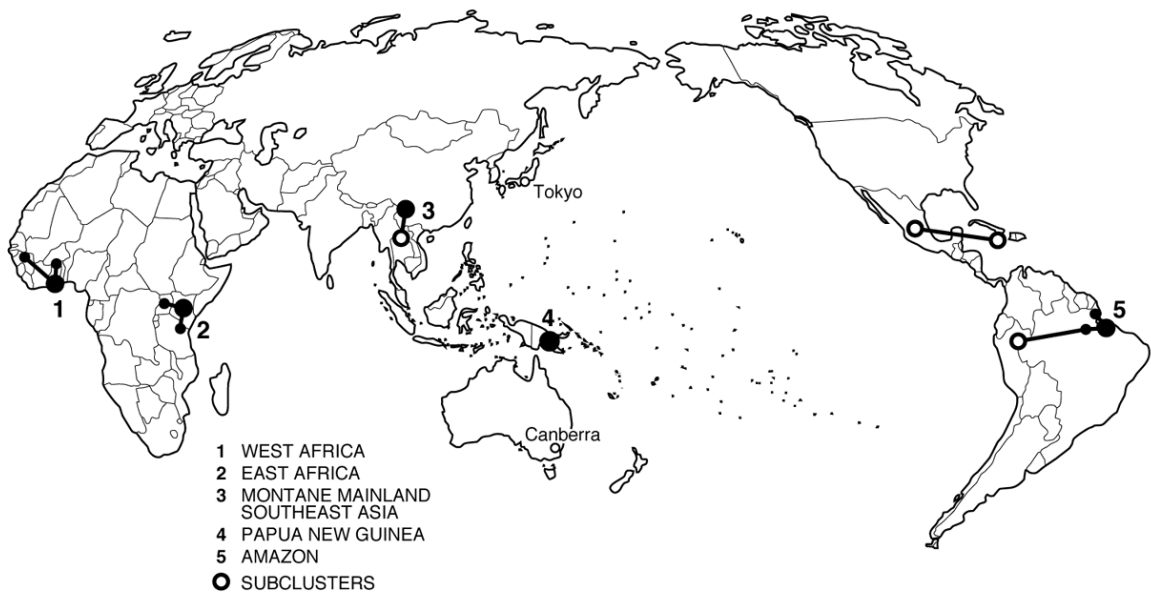 Tokyo
3
1
2
4
5
Canberra
1 WEST AFRICA
2 EAST AFRICA
3 MONTANE MAINLAND
SOUTHEAST ASIA
4 PAPUA NEW GUINEA
5 AMAZON
SUBCLUSTERS